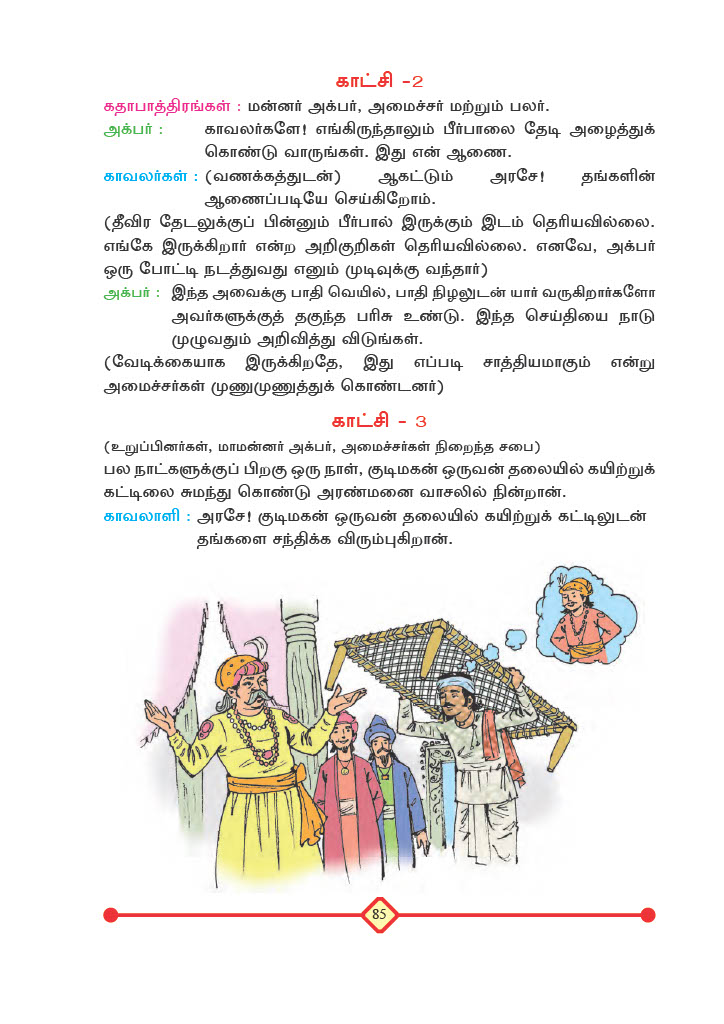 காட்சி -2
கதாபாத்திரங்கள் : மன்னர் அக்பர், அமைச்சர் மற்றும் பலர்.
அக்பர் : காவலர்களே! எங்கிருந்தாலும் பீர்பாலை தேடி அழைத்துக்
கொண்டு வாருங்கள். இது என் ஆணை.
காவலர்கள் : (வணக்கத்துடன்) ஆகட்டும் அரசே! தங்களின்
ஆணைப்படியே செய்கிறோம்.
(தீவிர தேடலுக்குப் பின்னும் பீர்பால் இருக்கும் இடம் தெரியவில்லை.
எங்கே இருக்கிறார் என்ற அறிகுறிகள் தெரியவில்லை. எனவே, அக்பர்
ஒரு போட்டி நடத்துவது எனும் முடிவுக்கு வந்தார்)
அக்பர் : இந்த அவைக்கு பாதி வெயில், பாதி நிழலுடன் யார் வருகிறார்களோ
அவர்களுக்குத் தகுந்த பரிசு உண்டு. இந்த செய்தியை நாடு
முழுவதும் அறிவித்து விடுங்கள்.
(வேடிக்கையாக இருக்கிறதே, இது எப்படி சாத்தியமாகும் என்று
அமைச்சர்கள் முணுமுணுத்துக் கொண்டனர்)
காட்சி - 3
(உறுப்பினர்கள், மாமன்னர் அக்பர், அமைச்சர்கள் நிறைந்த சபை)
பல நாட்களுக்குப் பிறகு ஒரு நாள், குடிமகன் ஒருவன் தலையில் கயிற்றுக்
கட்டிலை சுமந்து கொண்டு அரண்மனை வாசலில் நின்றான்.
காவலாளி : அரசே! குடிமகன் ஒருவன் தலையில் கயிற்றுக் கட்டிலுடன்
தங்களை சந்திக்க விரும்புகிறான்.
85